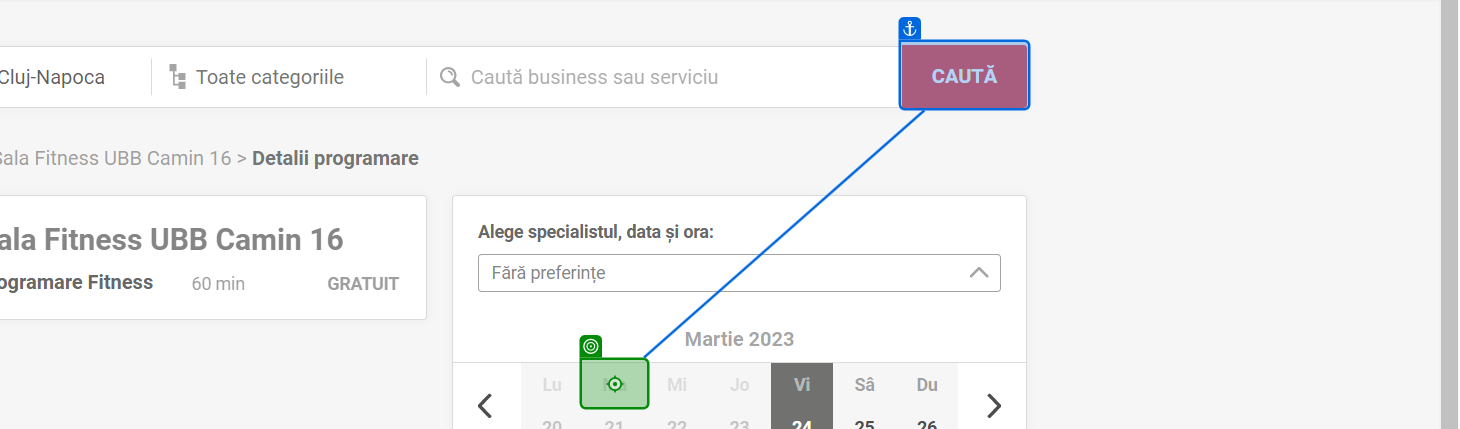 Cluj-Napoca Toate categoriile Caută business sau serviciu CAUTĂ
Sala Fitness UBB Camin 16 > Detalii programare
ala Fitness UBB Camin 16
ogramare Fitness 60 min GRATUIT
Alege specialistul, data și ora:
Fără preferințe
Martie 2023
Lu Mi Jo Vi Sâ Du
20 21 22 23 24 25 26